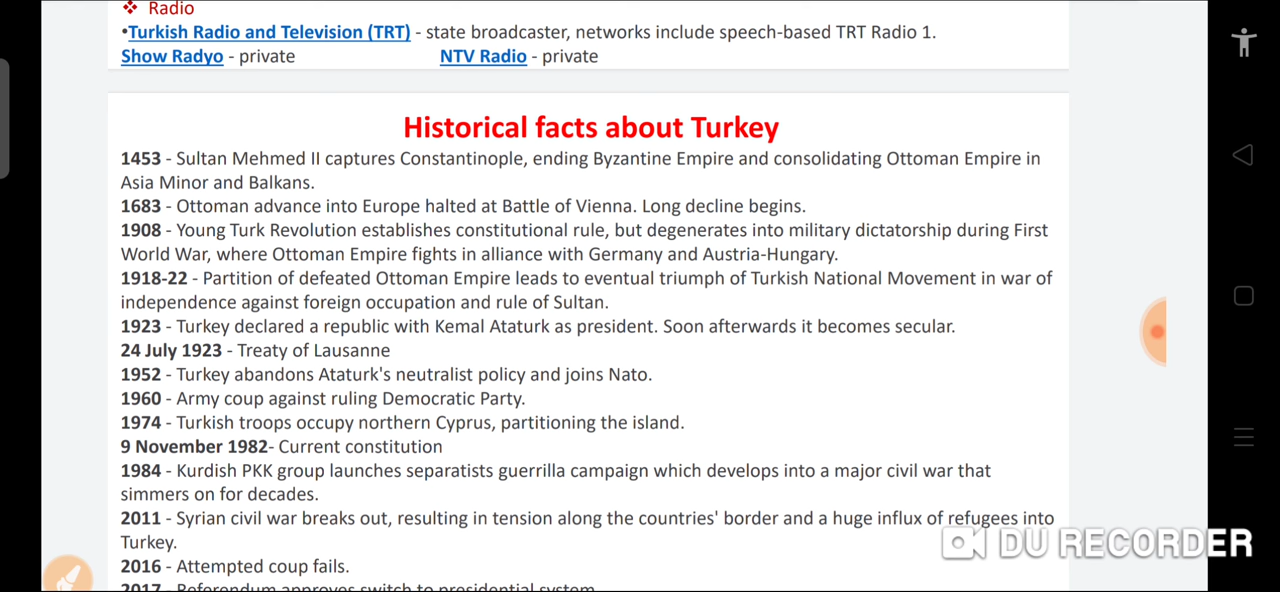 ❖ Radio
•Turkish Radio and Television (TRT) - state broadcaster, networks include speech-based TRT Radio 1.
Show Radyo - private NTV Radio - private
Historical facts about Turkey
1453 - Sultan Mehmed II captures Constantinople, ending Byzantine Empire and consolidating Ottoman Empire in
Asia Minor and Balkans.
1683 - Ottoman advance into Europe halted at Battle of Vienna. Long decline begins.
1908 - Young Turk Revolution establishes constitutional rule, but degenerates into military dictatorship during First
World War, where Ottoman Empire fights in alliance with Germany and Austria-Hungary.
1918-22 - Partition of defeated Ottoman Empire leads to eventual triumph of Turkish National Movement in war of
independence against foreign occupation and rule of Sultan.
1923 - Turkey declared a republic with Kemal Ataturk as president. Soon afterwards it becomes secular.
24 July 1923 - Treaty of Lausanne
1952 - Turkey abandons Ataturk's neutralist policy and joins Nato.
1960 - Army coup against ruling Democratic Party.
1974 - Turkish troops occupy northern Cyprus, partitioning the island.
9 November 1982- Current constitution
1984 - Kurdish PKK group launches separatists guerrilla campaign which develops into a major civil war that
simmers on for decades.
2011 - Syrian civil war breaks out, resulting in tension along the countries' border and a huge influx of refugees into
Turkey.
DU RECORDER
2016 - Attempted coup fails.
2017 - Referendum approves switch to presidential system